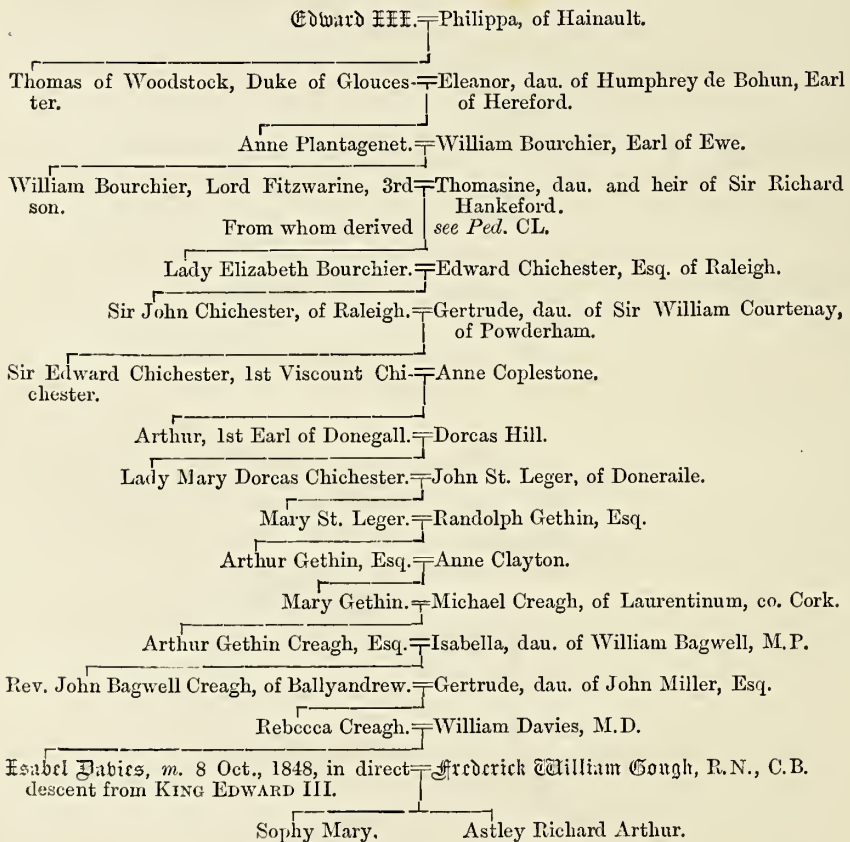 Edward III. Philippa, of Hainault.
Thomas of Woodstock, Duke of Glouces- Eleanor, dau. of Humphrey de Bohun, Earl
ter. of Hereford.
Anne Plantagenet. William Bourchier, Earl of Ewe.
William Bourchier, Lord Fitzwarine, 3rd Thomasine, dau. and heir of Sir Richard
son. Hankeford.
From whom derived see Ped. CL.
Lady Elizabeth Bourchier. Edward Chichester, Esq. of Raleigh.
Sir John Chichester, of Raleigh. Gertrude, dau. of Sir William Courtenay,
of Powderham.
Sir Edward Chichester, 1st Viscount Chi- Anne Coplestone.
chester.
Arthur, 1st Earl of Donegall. Dorcas Hill.
Lady Mary Dorcas Chichester. John St. Leger, of Doneraile.
Mary St. Leger. Randolph Gethin, Esq.
Arthur Gethin, Esq. Anne Clayton.
Mary Gethin. Michael Creagh, of Laurentinum, co. Cork.
Arthur Gethin Creagh, Esq. Isabella, dau. of William Bagwell, M.P.
Rev. John Bagwell Creagh, of Ballyandrew. Gertrude, dau. of John Miller, Esq.
Rebecca Creagh. William Davies, M.D.
Isabel Davies, m. 8 Oct., 1848, in direct Frederick William Gough, R.N., C.B.
descent from KING EDWARD III.
Sophy Mary. Astley Richard Arthur.